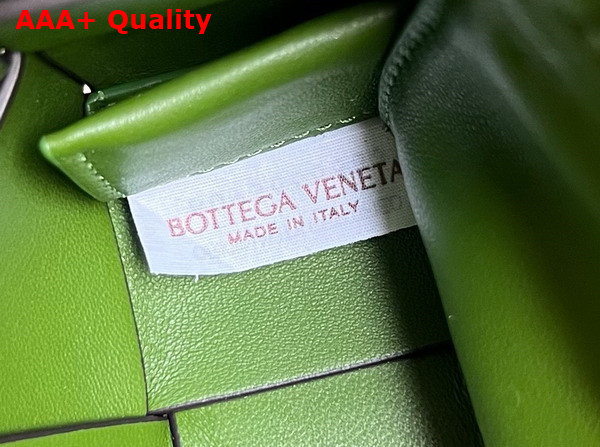 AAA+ Quality
BOTTEGA VENETA
MADE IN ITALY